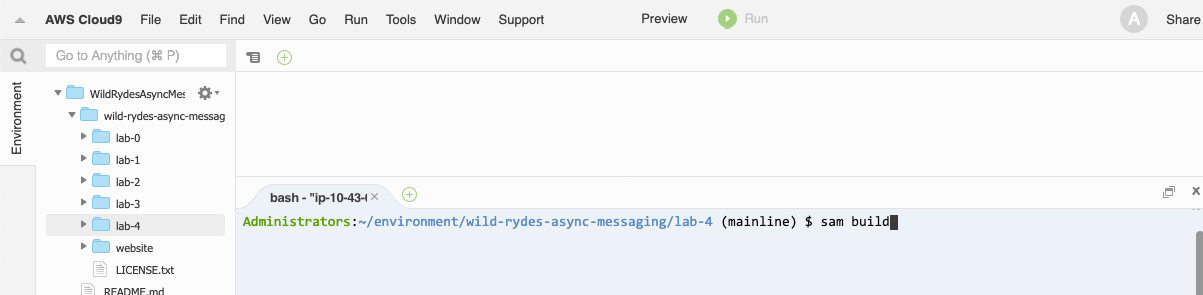 AWS Cloud9 File Edit Find View Go Run Tools Window Support Preview Run A Share
Go to Anything (⌘ P)
Environment
WildRydesAsyncMes
wild-rydes-async-messag
lab-0
lab-1
lab-2
lab-3
lab-4
website
LICENSE.txt
README.md
bash - "ip-10-43-
Administrators:~/environment/wild-rydes-async-messaging/lab-4 (mainline) $ sam build